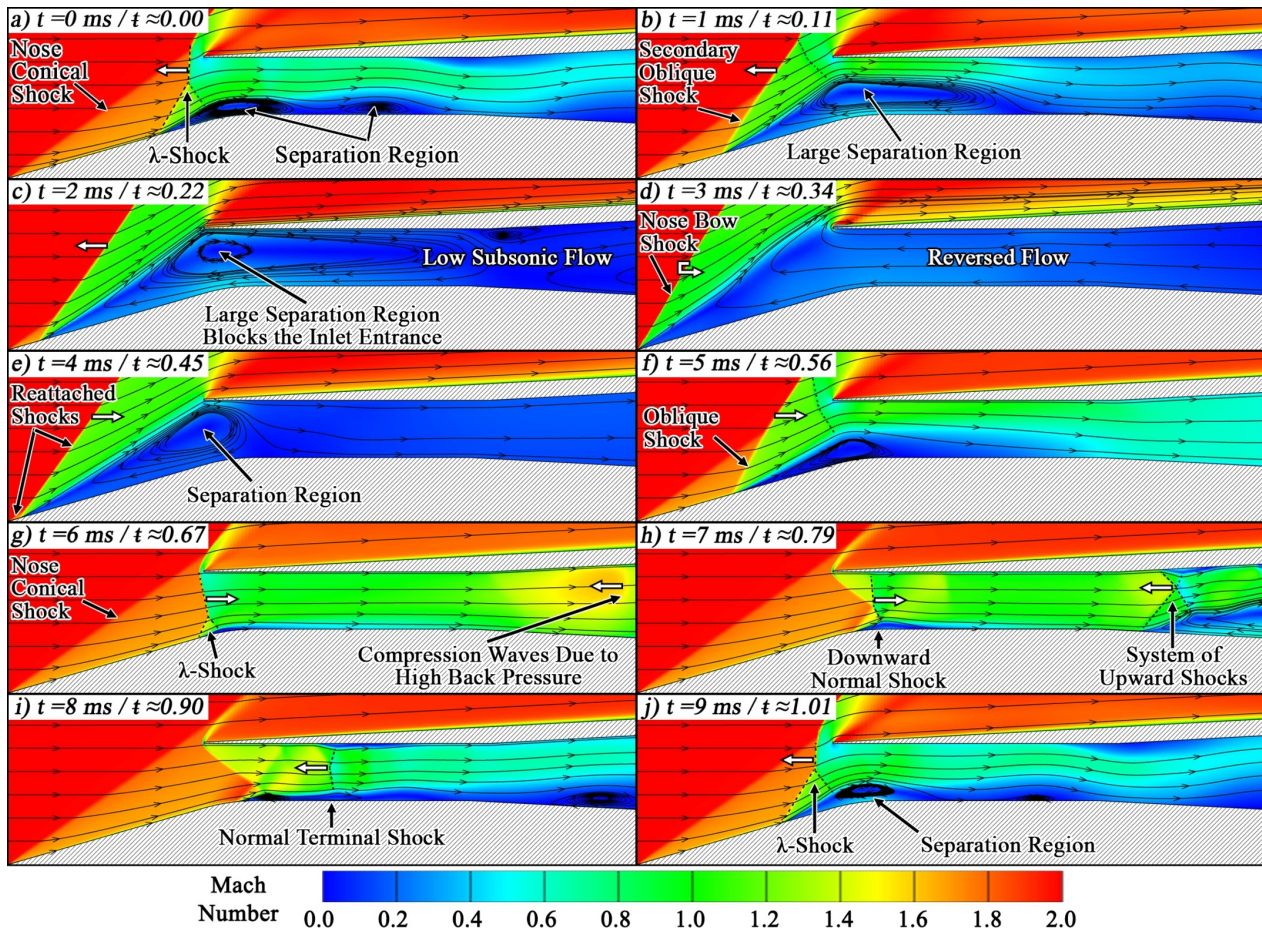 a) t=0 ms / ŧ≈0.00
Nose
Conical
Shock
λ-Shock
Separation Region
b) t=1 ms / ŧ≈0.11
Secondary
Oblique
Shock
Large Separation Region
c) t=2 ms / ŧ≈0.22
Low Subsonic Flow
Large Separation Region
Blocks the Inlet Entrance
d) t=3 ms / ŧ≈0.34
Nose Bow
Shock
Reversed Flow
e) t=4 ms / ŧ≈0.45
Reattached
Shocks
Separation Region
f) t=5 ms / ŧ≈0.56
Oblique
Shock
g) t=6 ms / ŧ≈0.67
Nose
Conical
Shock
λ-Shock
Compression Waves Due to
High Back Pressure
h) t=7 ms / ŧ≈0.79
Downward
Normal Shock
System of
Upward Shocks
i) t=8 ms / ŧ≈0.90
Normal Terminal Shock
j) t=9 ms / ŧ≈1.01
λ-Shock
Separation Region
Mach
Number
0.0 0.2 0.4 0.6 0.8 1.0 1.2 1.4 1.6 1.8 2.0